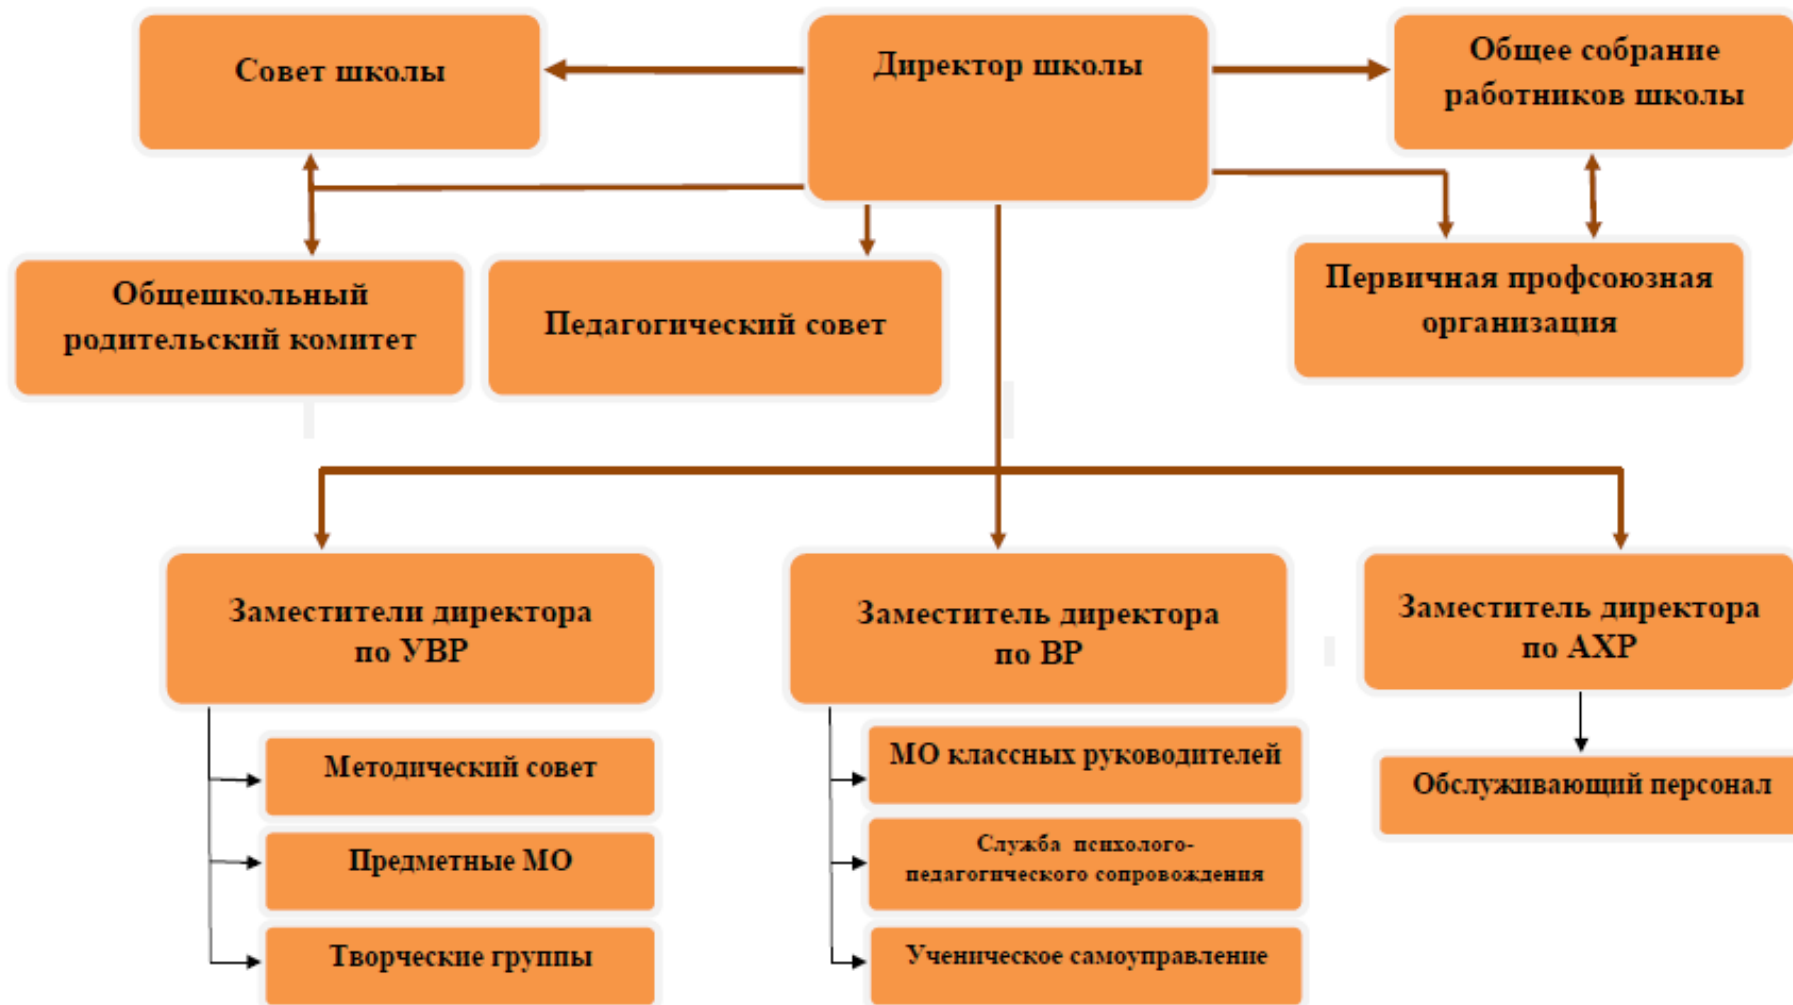 Совет школы
Директор школы
Общее собрание
работников школы
Общешкольный
родительский комитет
Педагогический совет
Первичная профсоюзная
организация
Заместители директора
по УВР
Заместитель директора
по ВР
Заместитель директора
по АХР
Методический совет
Предметные МО
Творческие группы
МО классных руководителей
Служба психолого-
педагогического сопровождения
Ученическое самоуправление
Обслуживающий персонал